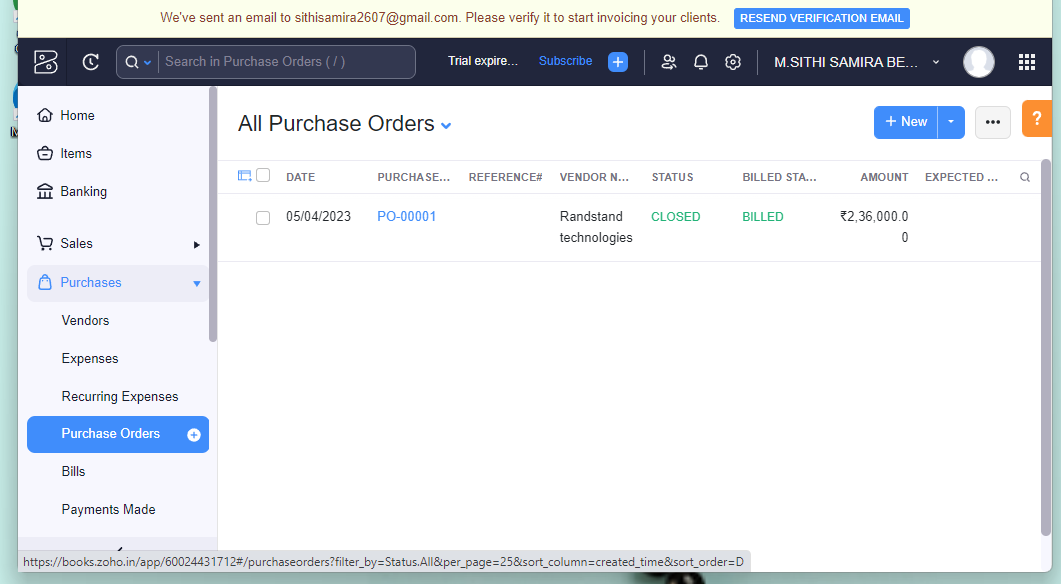 We've sent an email to sithisamira2607@gmail.com. Please verify it to start invoicing your clients. RESEND VERIFICATION EMAIL
Search in Purchase Orders ( / ) Trial expire... Subscribe M.SITHI SAMIRA BE...
Home
Items
Banking
Sales
Purchases
Vendors
Expenses
Recurring Expenses
Purchase Orders
Bills
Payments Made
All Purchase Orders + New ... ?
DATE PURCHASE... REFERENCE# VENDOR N... STATUS BILLED STA... AMOUNT EXPECTED ...
05/04/2023 PO-00001 Randstand CLOSED BILLED ₹2,36,000.0
technologies 0
https://books.zoho.in/app/60024431712#/purchaseorders?filter_by=Status.All&per_page=25&sort_column=created_time&sort_order=D